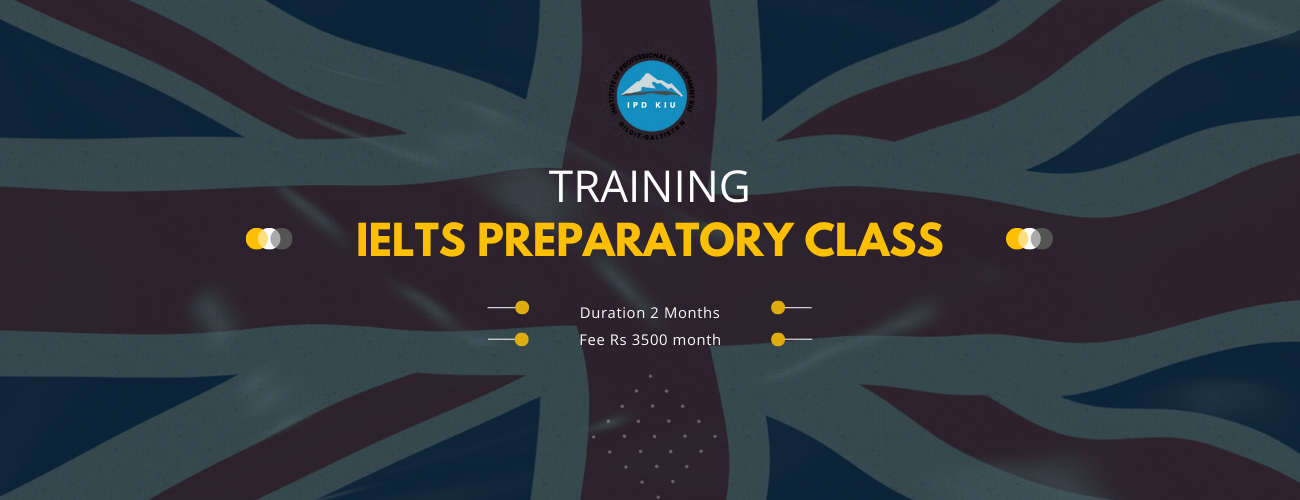 INSTITUTE OF PROFESSIONAL DEVELOPMENT KIU
IPD KIU
GILGIT-BALTISTAN
TRAINING
IELTS PREPARATORY CLASS
Duration 2 Months
Fee Rs 3500 month